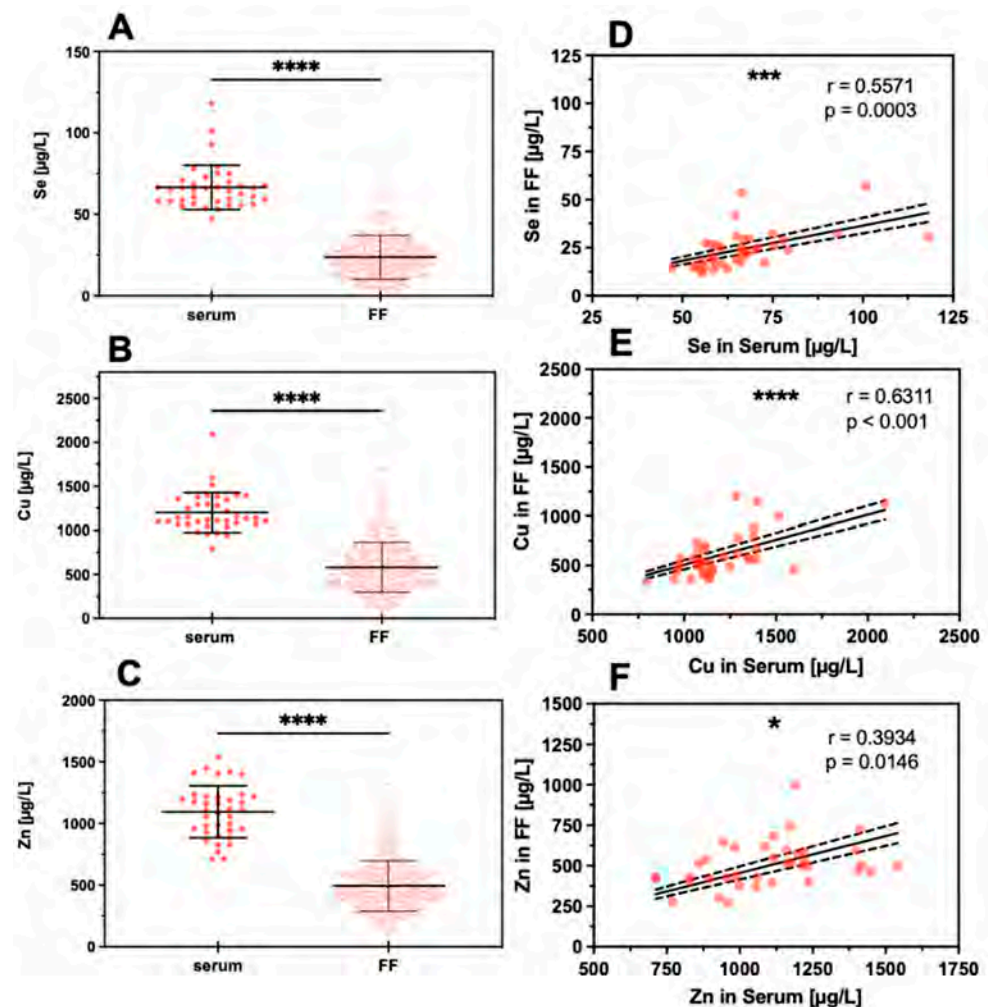 A
150
100
50
0
Se [µg/L]
****
serum FF
D
125
100
75
50
25
0
Se in FF [µg/L]
***
r = 0.5571
p = 0.0003
25 50 75 100 125
Se in Serum [µg/L]
B
2500
2000
1500
1000
500
0
Cu [µg/L]
****
serum FF
E
2500
2000
1500
1000
500
0
Cu in FF [µg/L]
****
r = 0.6311
p < 0.001
500 1000 1500 2000 2500
Cu in Serum [µg/L]
C
2000
1500
1000
500
0
Zn [µg/L]
****
serum FF
F
1500
1250
1000
750
500
250
0
Zn in FF [µg/L]
*
r = 0.3934
p = 0.0146
500 750 1000 1250 1500 1750
Zn in Serum [µg/L]